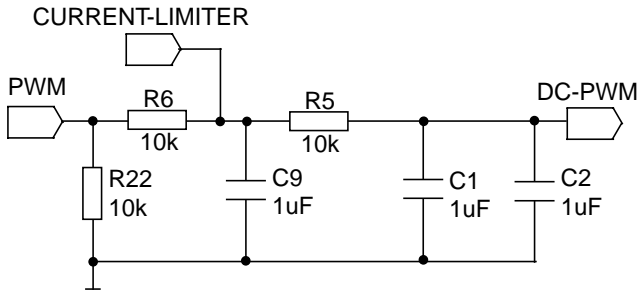 CURRENT-LIMITER
PWM
R6
10k
R5
10k
DC-PWM
R22
10k
C9
1uF
C1
1uF
C2
1uF